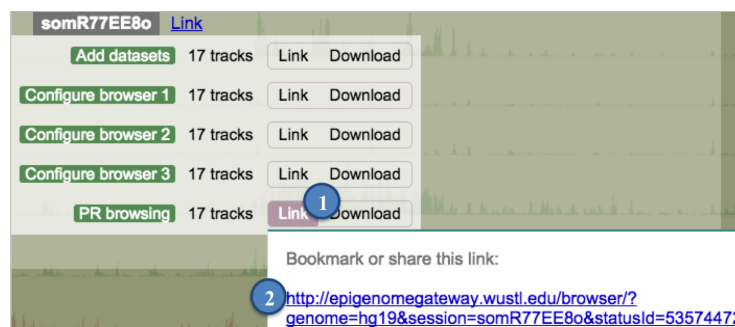 somR77EE8o Link
Add datasets 17 tracks Link Download
Configure browser 1 17 tracks Link Download
Configure browser 2 17 tracks Link Download
Configure browser 3 17 tracks Link Download
1
PR browsing 17 tracks Link Download
Bookmark or share this link:
2 http://epigenomegateway.wustl.edu/browser/?
genome=hg19&session=somR77EE8o&statusId=53574472